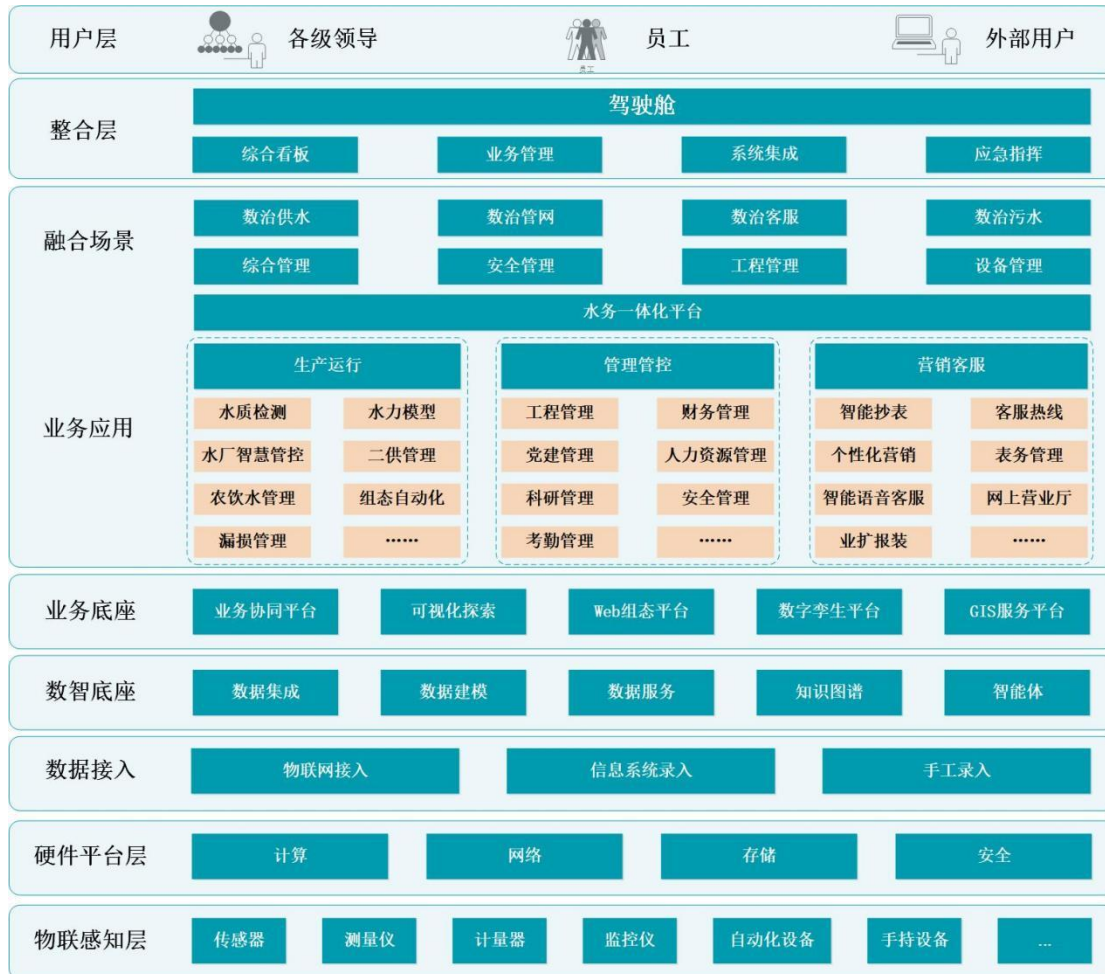 用户层 各级领导 员工 外部用户
员工
驾驶舱
整合层
综合看板 业务管理 系统集成 应急指挥
数治供水 数治管网 数治客服 数治污水
融合场景
综合管理 安全管理 工程管理 设备管理
水务一体化平台
生产运行 管理管控 营销客服
水质检测 水力模型 工程管理 财务管理 智能抄表 客服热线
业务应用
水厂智慧管控 二供管理 党建管理 人力资源管理 个性化营销 表务管理
农饮水管理 组态自动化 科研管理 安全管理 智能语音客服 网上营业厅
漏损管理 …… 考勤管理 …… 业扩报装 ……
业务底座 业务协同平台 可视化探索 Web组态平台 数字孪生平台 GIS服务平台
数智底座 数据集成 数据建模 数据服务 知识图谱 智能体
数据接入 物联网接入 信息系统录入 手工录入
硬件平台层 计算 网络 存储 安全
物联感知层 传感器 测量仪 计量器 监控仪 自动化设备 手持设备 ...